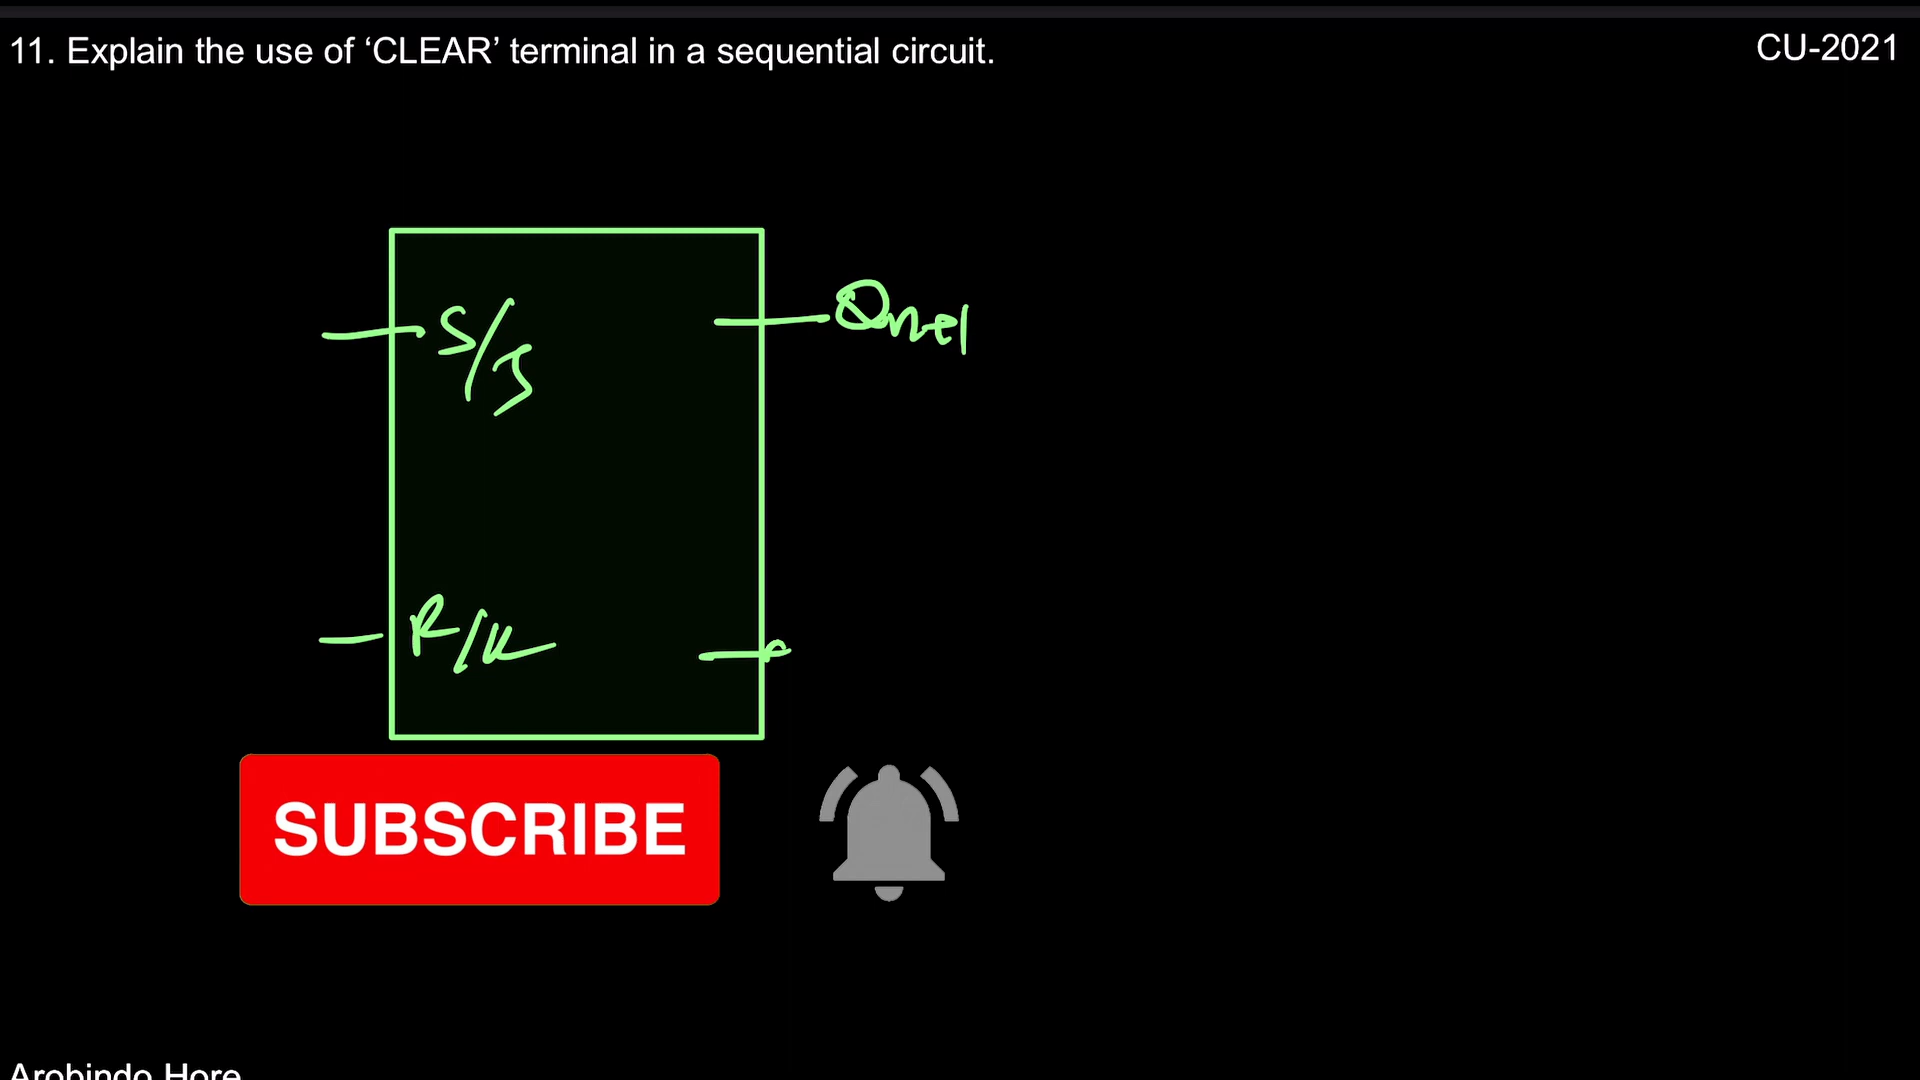 11. Explain the use of ‘CLEAR’ terminal in a sequential circuit.
CU-2021
S/J
Qn+1
R/K
SUBSCRIBE
Arobindo Hore